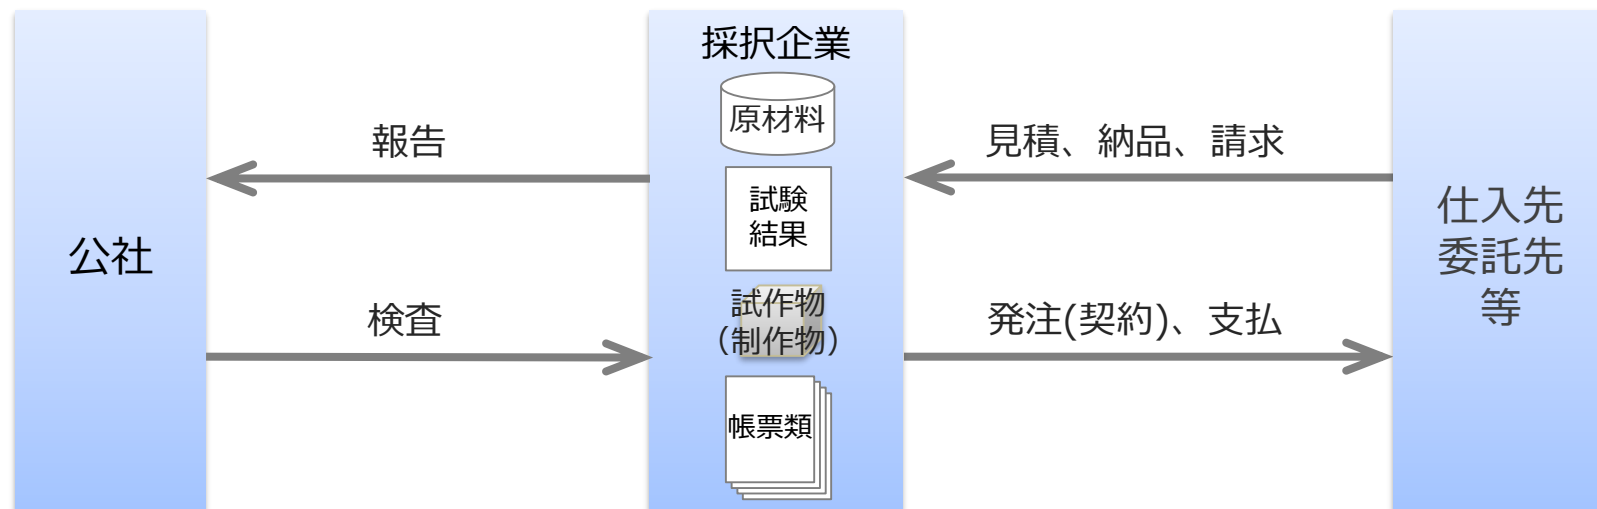 公社
報告
検査
採択企業
原材料
試験
結果
試作物
（制作物）
帳票類
見積、納品、請求
発注(契約)、支払
仕入先
委託先
等